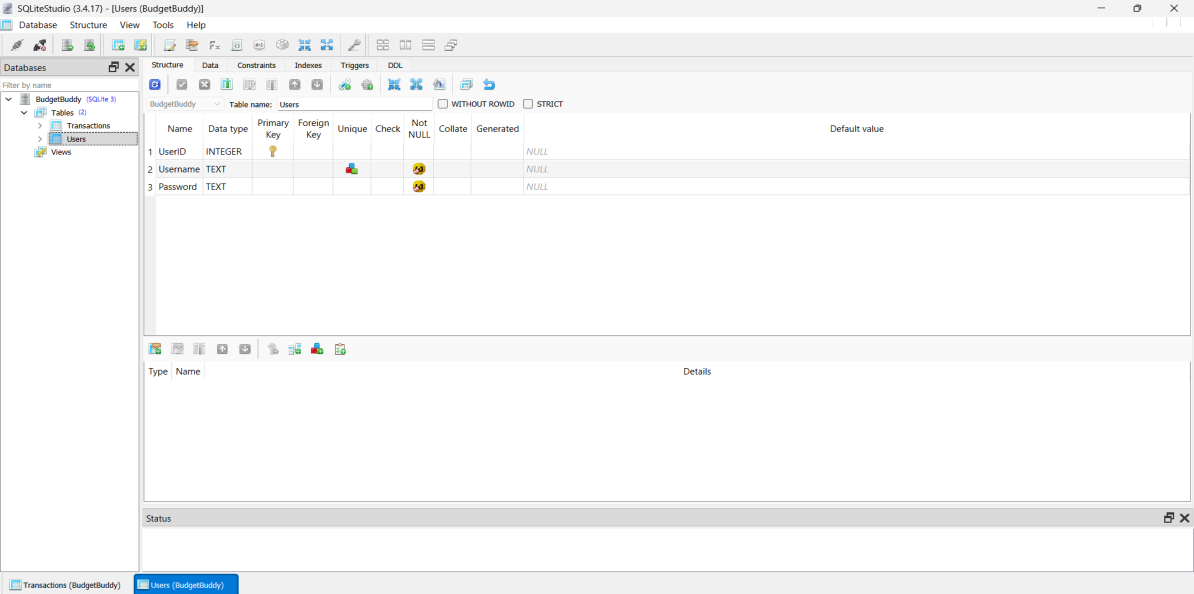 SQLiteStudio (3.4.17) - [Users (BudgetBuddy)]
Database Structure View Tools Help
Databases
Filter by name
BudgetBuddy (SQLite 3)
Tables (2)
Transactions
Users
Views
Structure Data Constraints Indexes Triggers DDL
BudgetBuddy Table name: Users WITHOUT ROWID STRICT
Name Data type Primary Key Foreign Key Unique Check Not NULL Collate Generated Default value
1 UserID INTEGER NULL
2 Username TEXT NULL
3 Password TEXT NULL
Type Name Details
Status
Transactions (BudgetBuddy) Users (BudgetBuddy)